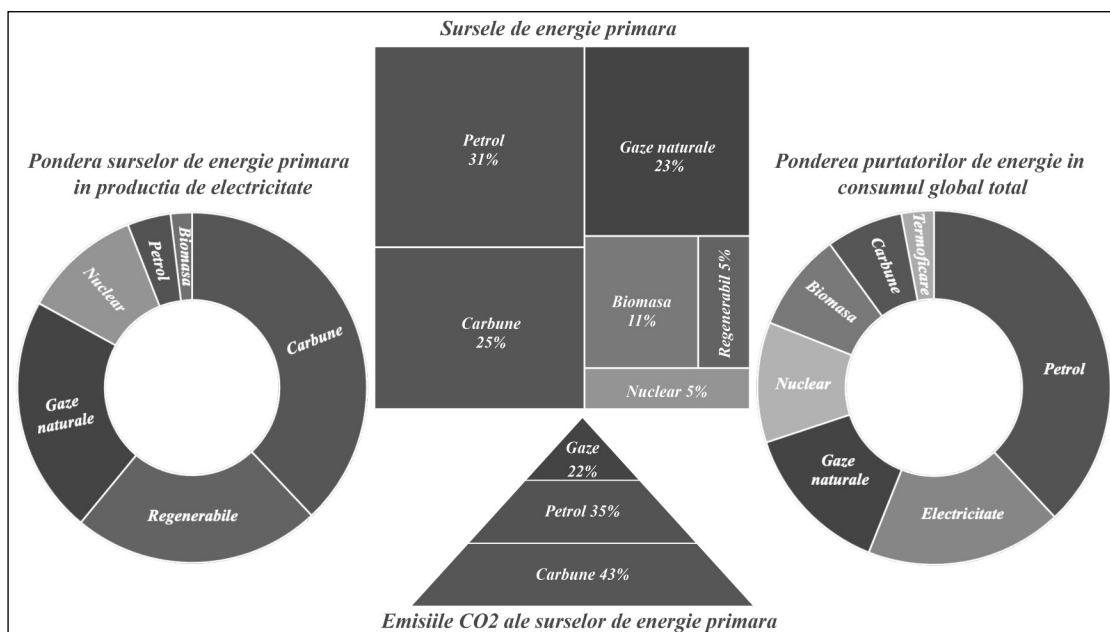 Sursele de energie primara
Petrol
31%
Gaze naturale
23%
Carbune
25%
Biomasa
11%
Regenerabil 5%
Nuclear 5%
Pondera surselor de energie primara
in productia de electricitate
Carbune
Regenerabile
Gaze
naturale
Nuclear
Petrol
Biomasa
Ponderea purtatorilor de energie in
consumul global total
Petrol
Electricitate
Gaze
naturale
Nuclear
Biomasa
Carbune
Termoficare
Gaze
22%
Petrol 35%
Carbune 43%
Emisiile CO2 ale surselor de energie primara